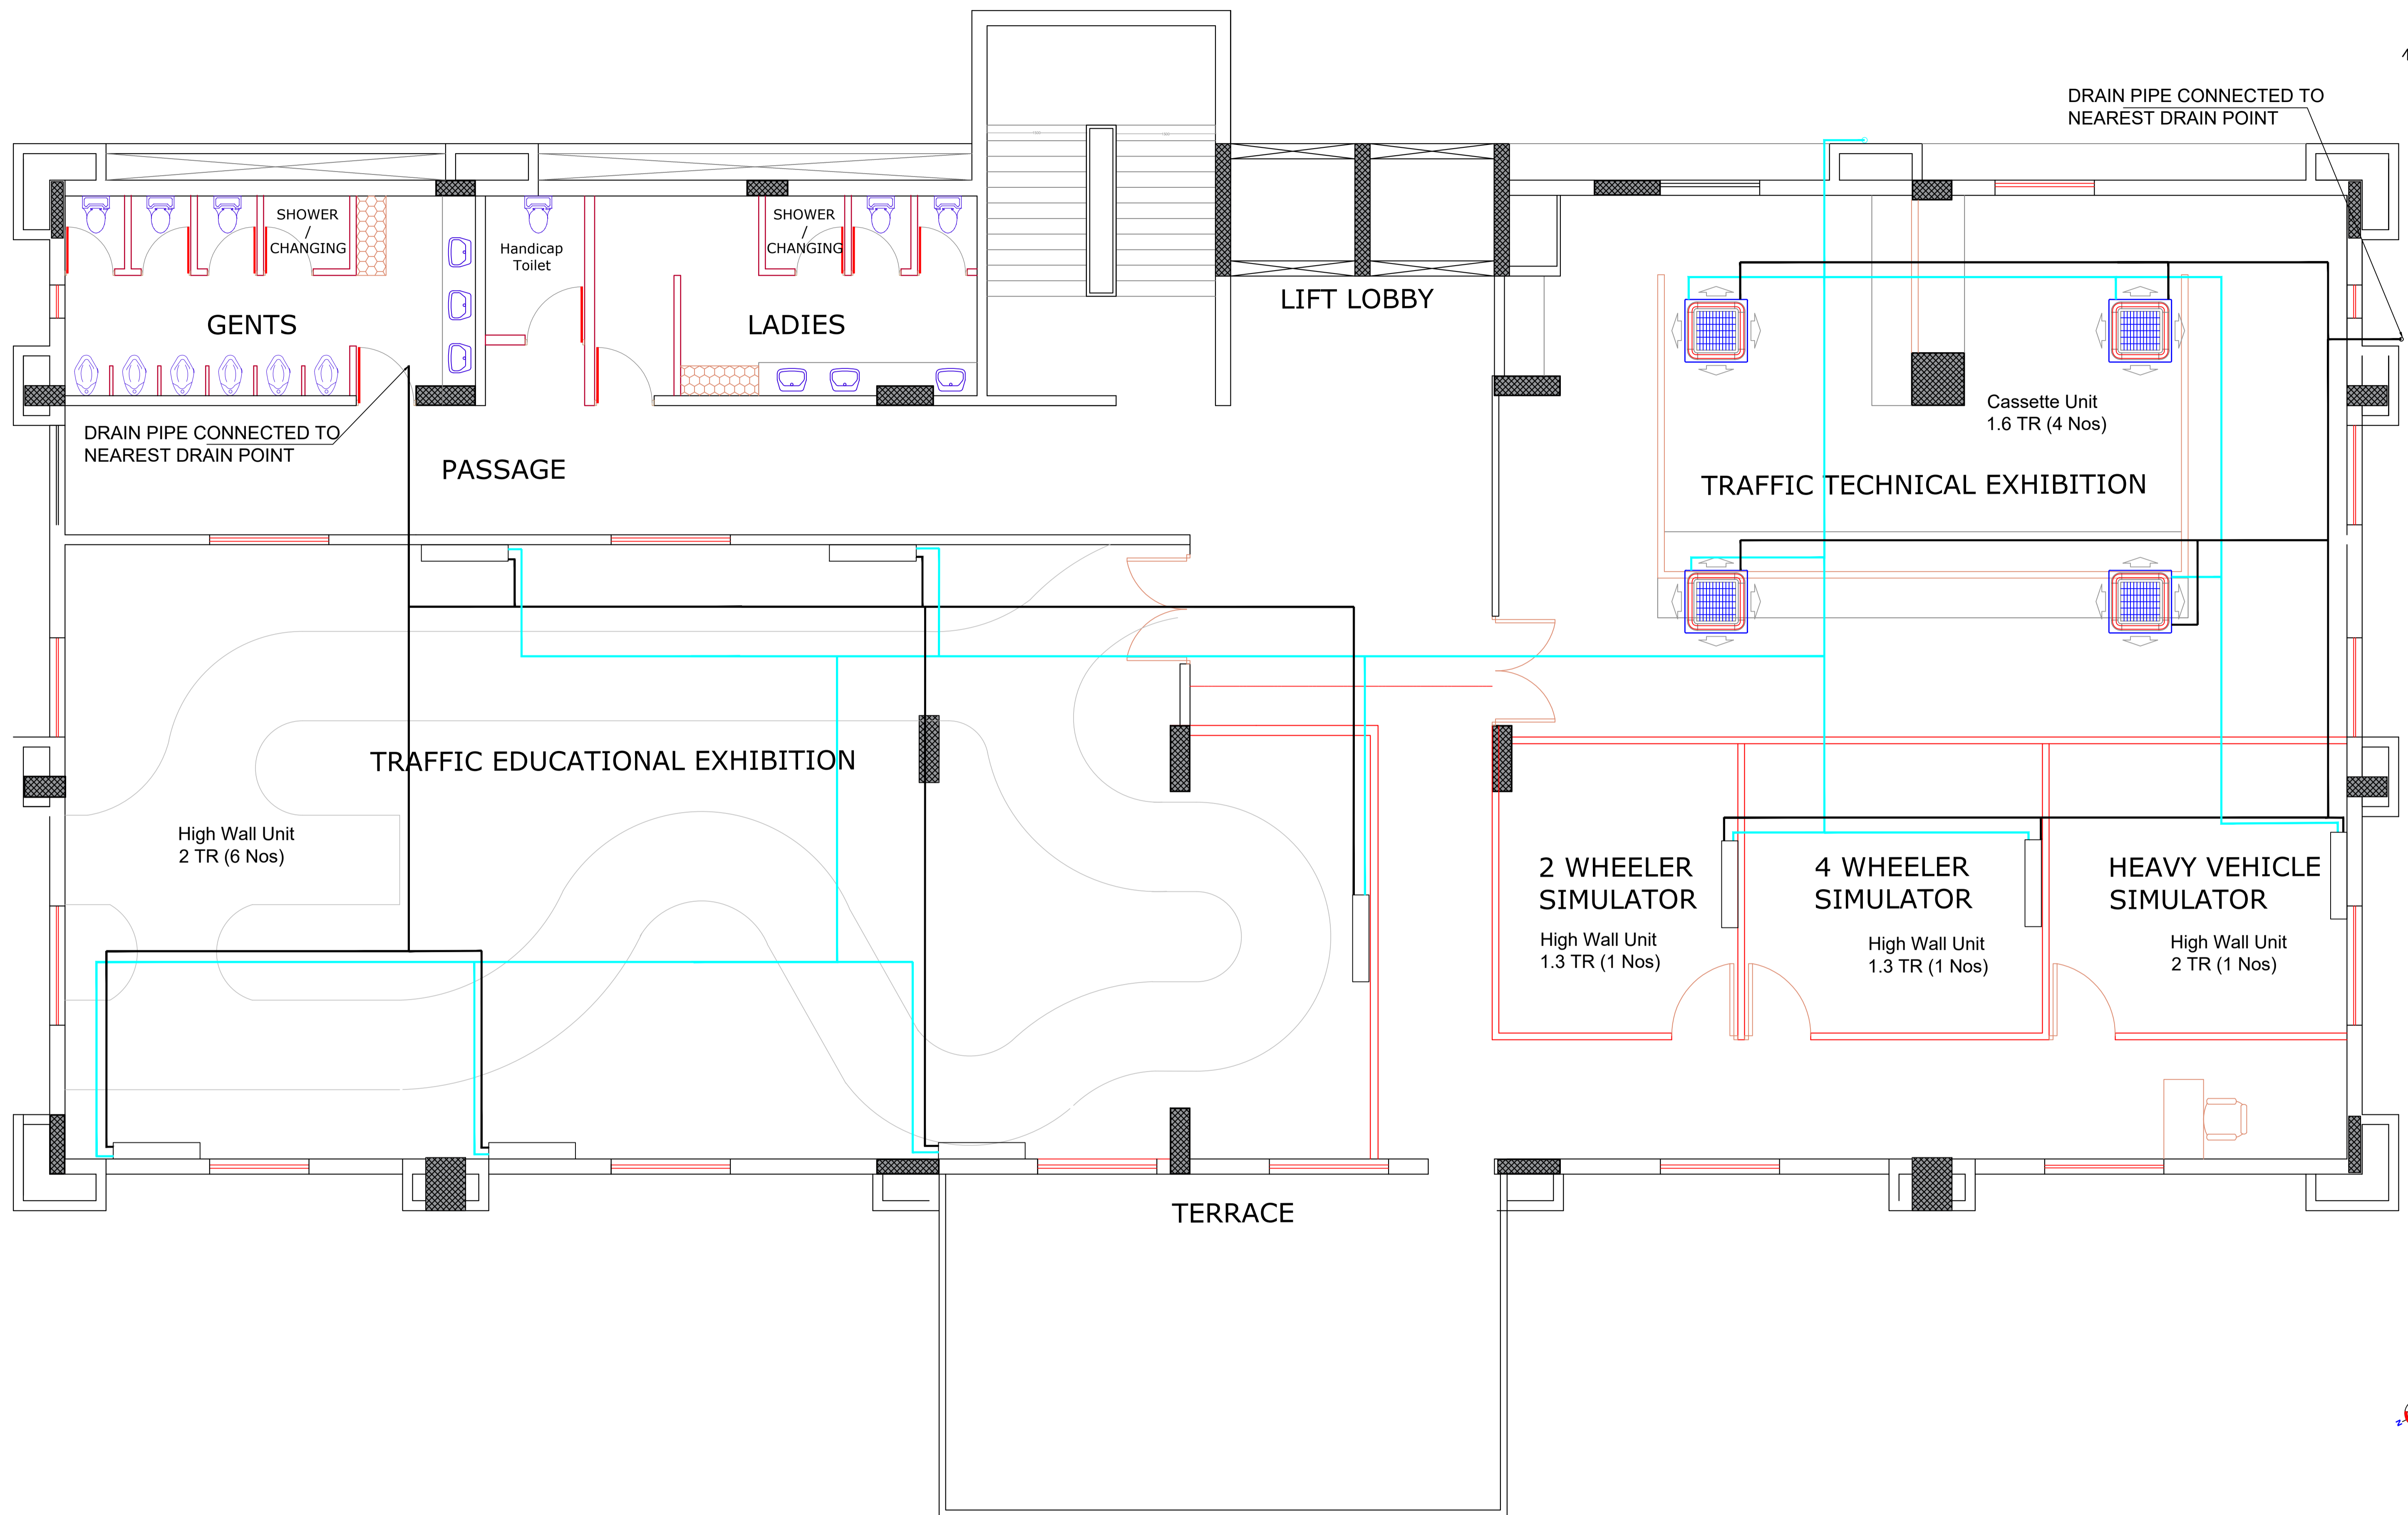 DRAIN PIPE CONNECTED TO
NEAREST DRAIN POINT
SHOWER
/
CHANGING
Handicap
Toilet
SHOWER
/
CHANGING
GENTS
LADIES
LIFT LOBBY
Cassette Unit
1.6 TR (4 Nos)
DRAIN PIPE CONNECTED TO
NEAREST DRAIN POINT
PASSAGE
TRAFFIC TECHNICAL EXHIBITION
TRAFFIC EDUCATIONAL EXHIBITION
High Wall Unit
2 TR (6 Nos)
2 WHEELER
SIMULATOR
High Wall Unit
1.3 TR (1 Nos)
4 WHEELER
SIMULATOR
High Wall Unit
1.3 TR (1 Nos)
HEAVY VEHICLE
SIMULATOR
High Wall Unit
2 TR (1 Nos)
TERRACE
N